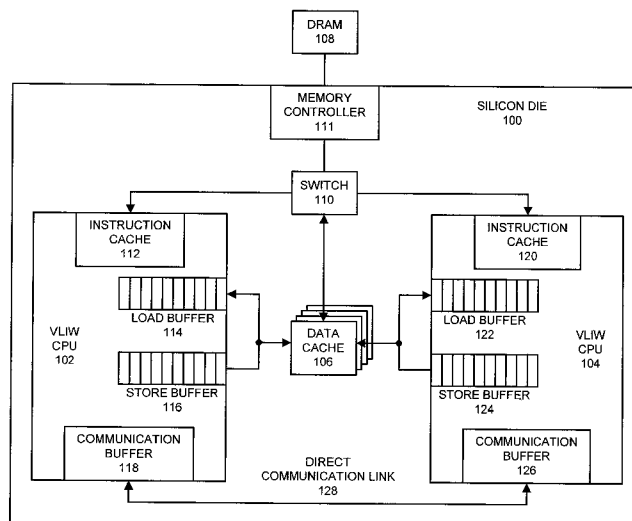 DRAM
108
MEMORY
CONTROLLER
111
SILICON DIE
100
SWITCH
110
INSTRUCTION
CACHE
112
INSTRUCTION
CACHE
120
LOAD BUFFER
114
VLIW
CPU
102
STORE BUFFER
116
DATA
CACHE
106
LOAD BUFFER
122
VLIW
CPU
104
STORE BUFFER
124
COMMUNICATION
BUFFER
118
DIRECT
COMMUNICATION LINK
128
COMMUNICATION
BUFFER
126